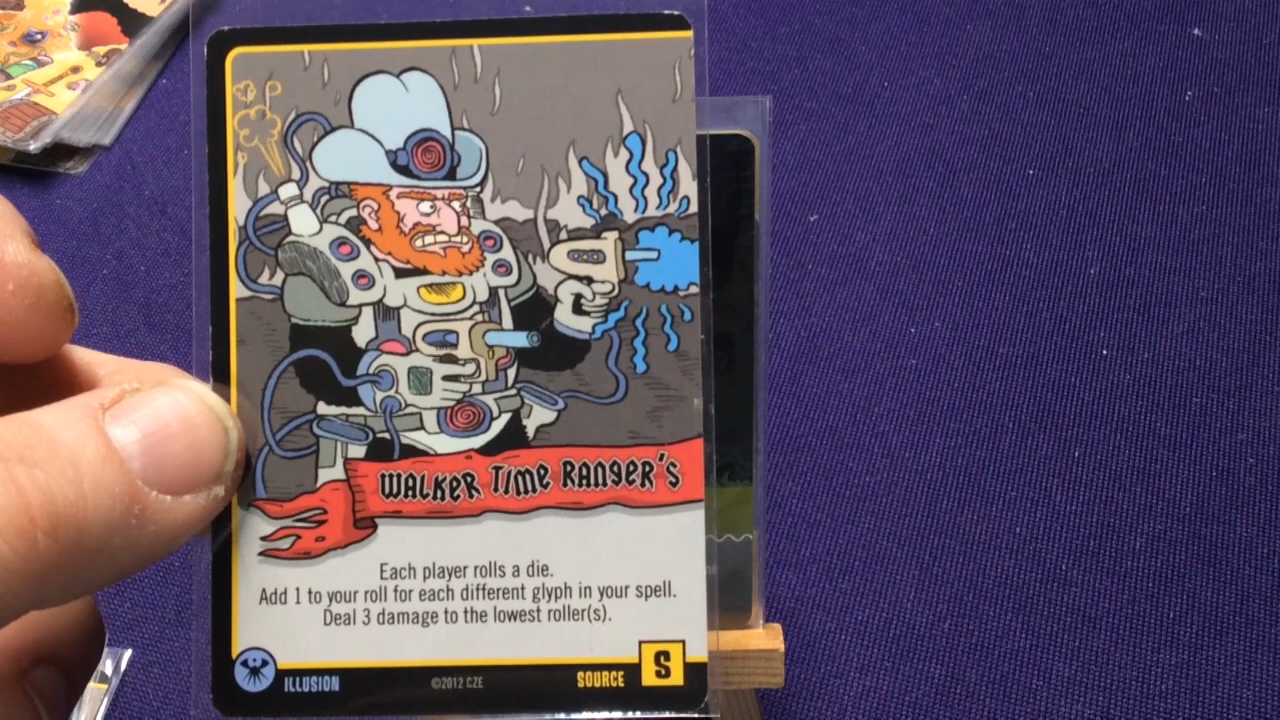 WALKER TIME RANGER'S
Each player rolls a die.
Add 1 to your roll for each different glyph in your spell.
Deal 3 damage to the lowest roller(s).
ILLUSION
©2012 CZE
SOURCE
S